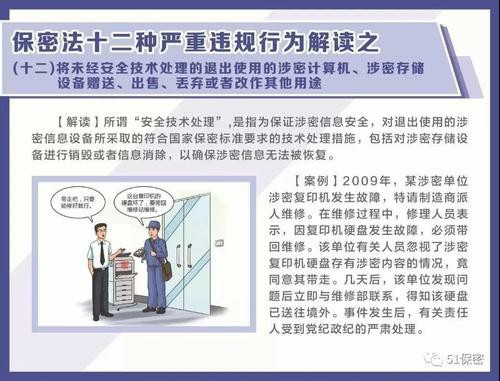 保密法十二种严重违规行为解读之
(十二)将未经安全技术处理的退出使用的涉密计算机、涉密存储
设备赠送、出售、丢弃或者改作其他用途
【解读】所谓“安全技术处理”,是指为保证涉密信息安全，对退出使用的涉
密信息设备所采取的符合国家保密标准要求的技术处理措施，包括对涉密存储设
备进行销毁或者信息消除，以确保涉密信息无法被恢复。
带走吧，只要
能修好就行。
这台复印机的
硬盘坏了，要带回
维修站维修。
【案例】2009年，某涉密单位
涉密复印机发生故障，特请制造商派
人维修。在维修过程中，修理人员表
示，因复印机硬盘发生故障，必须带
回维修。该单位有关人员忽视了涉密
复印机硬盘存有涉密内容的情况，竟
同意其带走。几天后，该单位发现问
题后立即与维修部联系，得知该硬盘
已送往境外。事件发生后，有关责任
人受到党纪政纪的严肃处理。
51保密